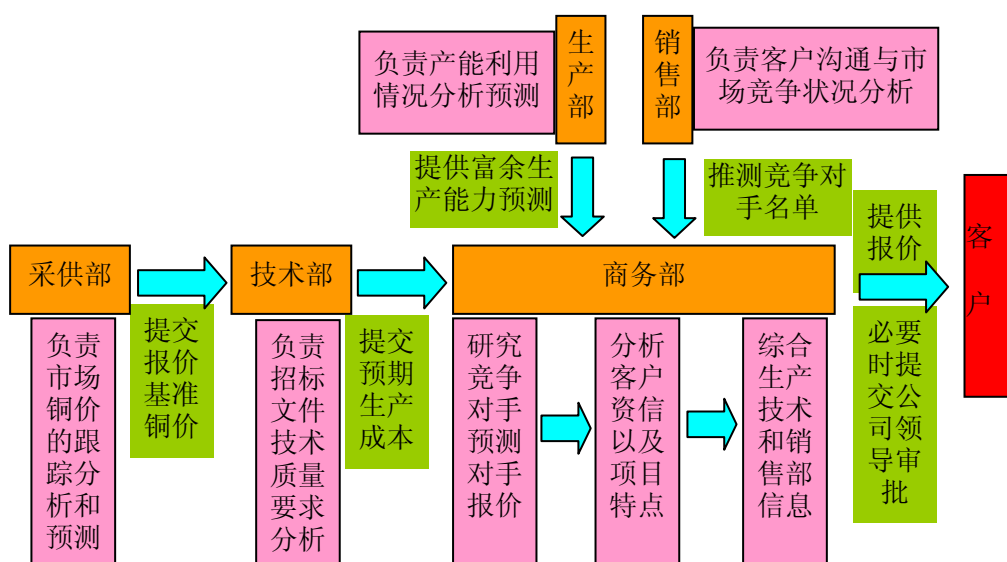 负责产能利用
情况分析预测
生
产
部
销
售
部
负责客户沟通与市
场竞争状况分析
提供富余生
产能力预测
推测竞争对
手名单
提供
报价
客
户
采供部
技术部
商务部
提交
报价
基准
铜价
提交
预期
生产
成本
必要
时提
交公
司领
导审
批
负责
市场
铜价
的跟
踪分
析和
预测
负责
招标
文件
技术
质量
要求
分析
研究
竞争
对手
预测
对手
报价
分析
客户
资信
以及
项目
特点
综合
生产
技术
和销
售部
信息